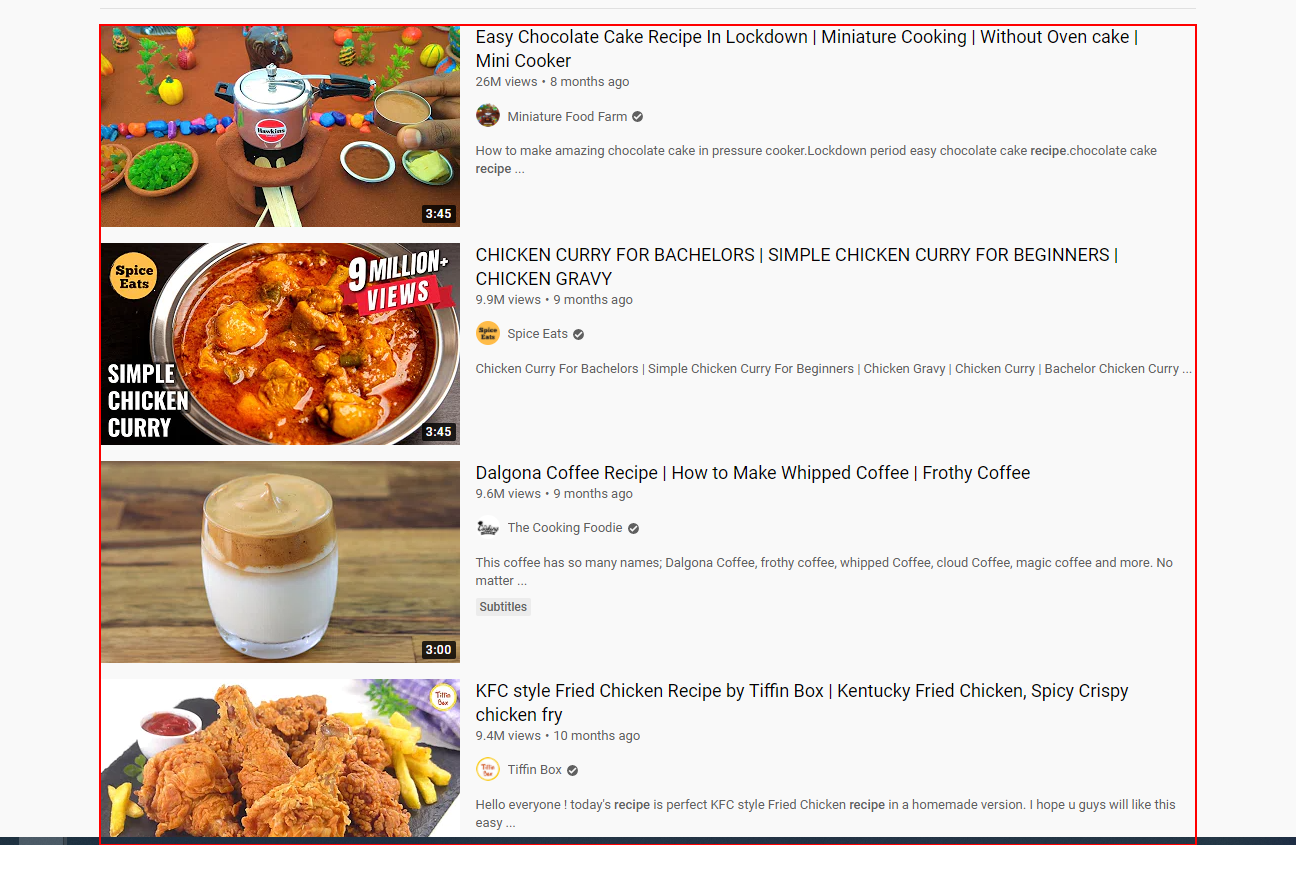 Easy Chocolate Cake Recipe In Lockdown | Miniature Cooking | Without Oven cake |
Mini Cooker
26M views • 8 months ago
Miniature Food Farm
How to make amazing chocolate cake in pressure cooker.Lockdown period easy chocolate cake recipe.chocolate cake
recipe ...
Hawkins
3:45
CHICKEN CURRY FOR BACHELORS | SIMPLE CHICKEN CURRY FOR BEGINNERS |
CHICKEN GRAVY
9.9M views • 9 months ago
Spice Eats
Chicken Curry For Bachelors | Simple Chicken Curry For Beginners | Chicken Gravy | Chicken Curry | Bachelor Chicken Curry ...
Spice
Eats
9 MILLION+
VIEWS
SIMPLE
CHICKEN
CURRY
3:45
Spice
Eats
Dalgona Coffee Recipe | How to Make Whipped Coffee | Frothy Coffee
9.6M views • 9 months ago
The Cooking Foodie
This coffee has so many names; Dalgona Coffee, frothy coffee, whipped Coffee, cloud Coffee, magic coffee and more. No
matter ...
Subtitles
3:00
KFC style Fried Chicken Recipe by Tiffin Box | Kentucky Fried Chicken, Spicy Crispy
chicken fry
9.4M views • 10 months ago
Tiffin Box
Hello everyone ! today's recipe is perfect KFC style Fried Chicken recipe in a homemade version. I hope u guys will like this
easy ...
Tiffin
Box
Tiffin
Box